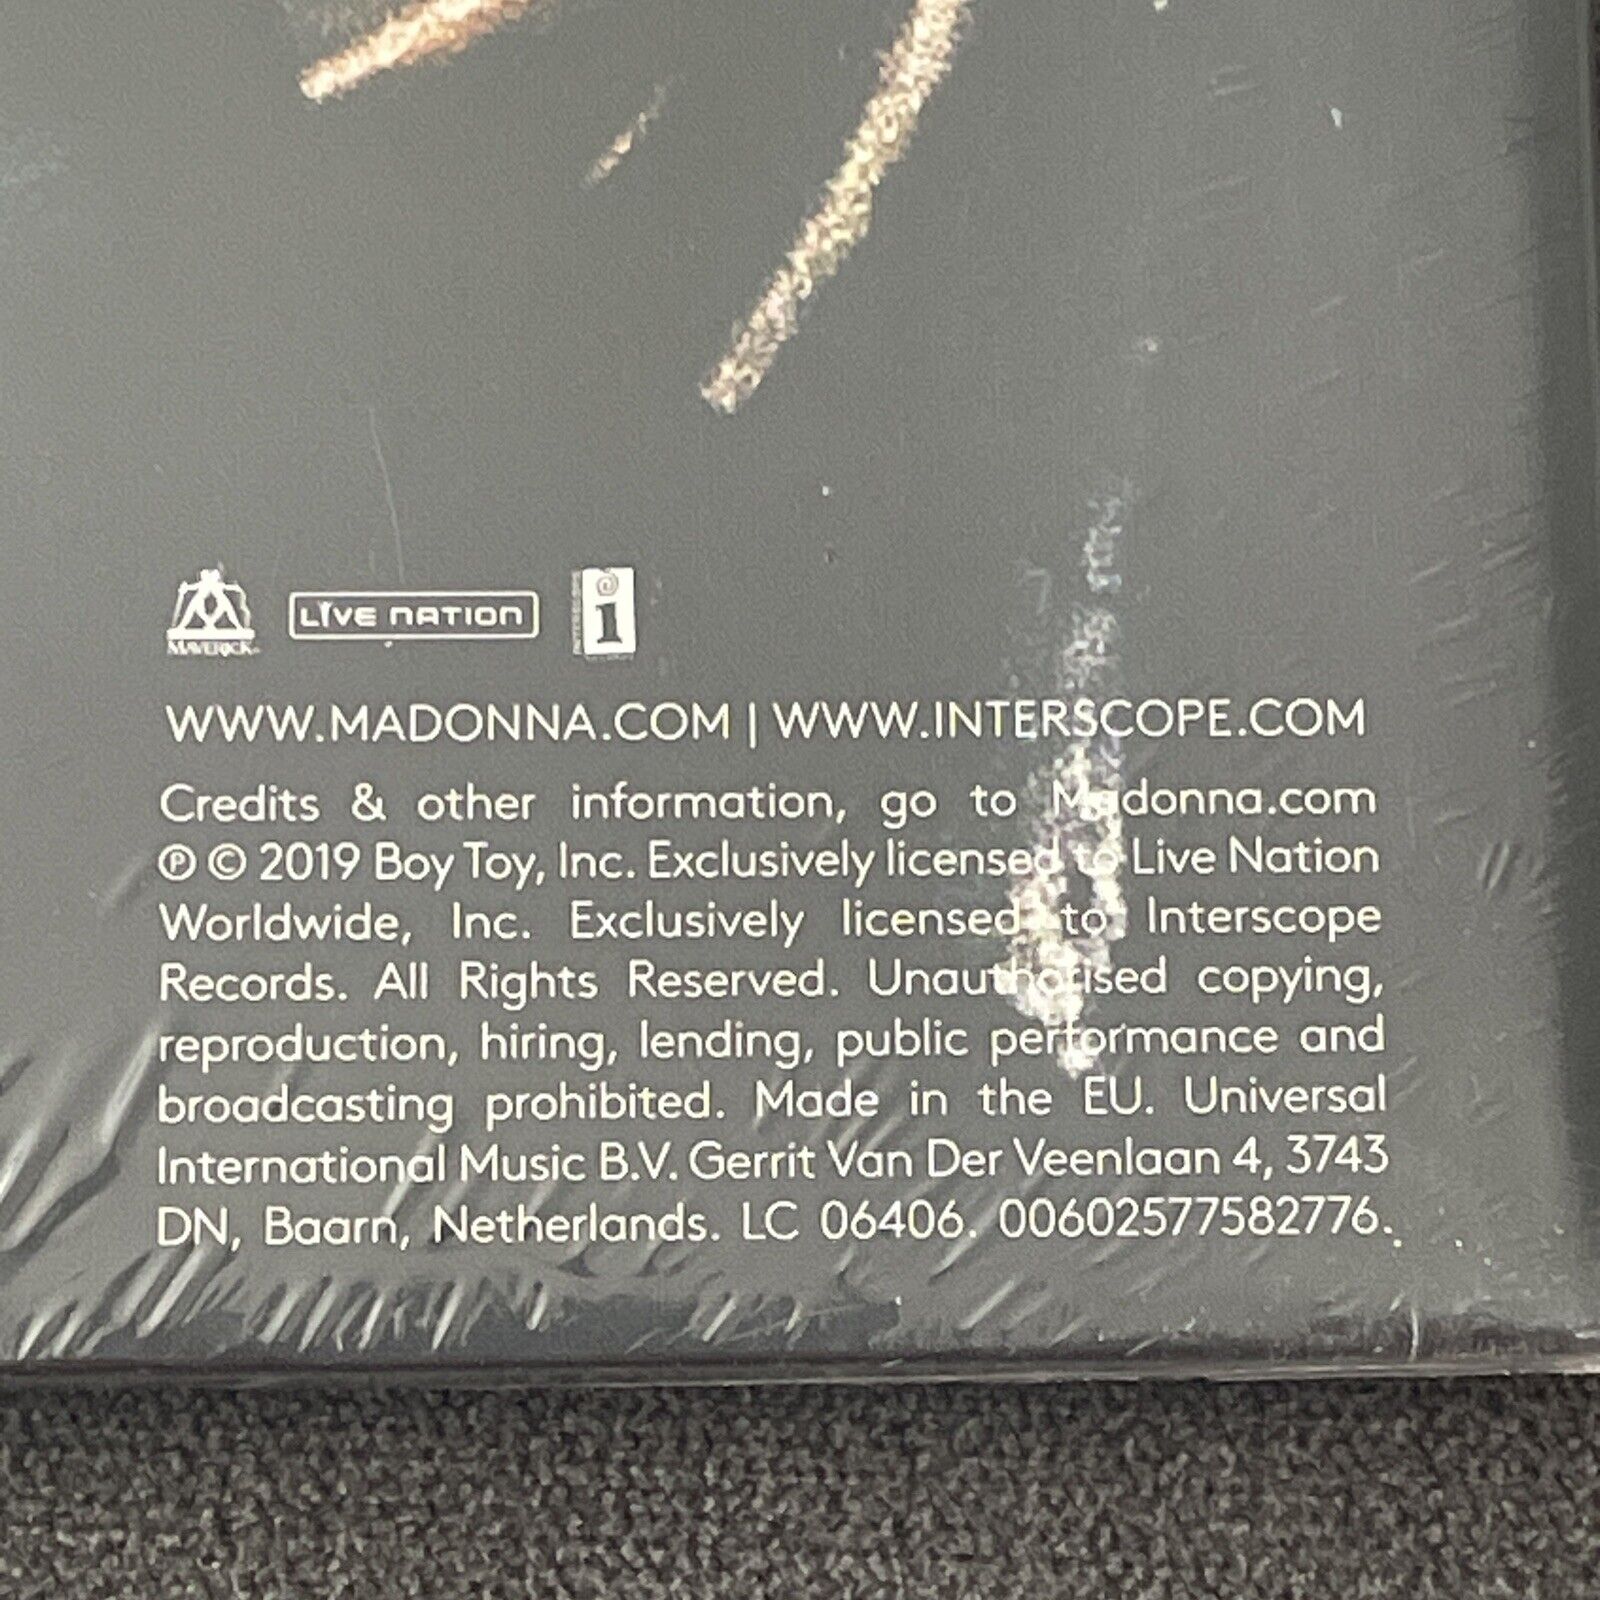 MAVERICK LIVE NATION INTERSCOPE i
WWW.MADONNA.COM | WWW.INTERSCOPE.COM
Credits & other information, go to Madonna.com
℗ © 2019 Boy Toy, Inc. Exclusively licensed to Live Nation
Worldwide, Inc. Exclusively licensed to Interscope
Records. All Rights Reserved. Unauthorised copying,
reproduction, hiring, lending, public performance and
broadcasting prohibited. Made in the EU. Universal
International Music B.V. Gerrit Van Der Veenlaan 4, 3743
DN, Baarn, Netherlands. LC 06406. 00602577582776.